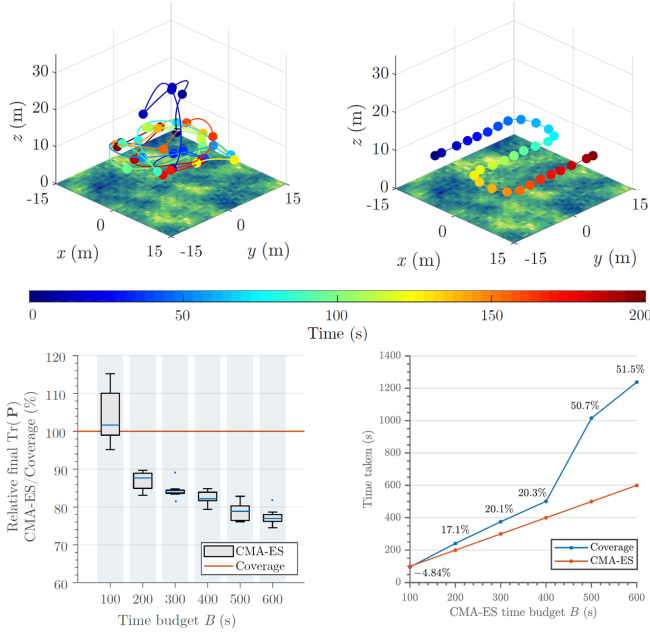 30
20
10
0
z (m)
-15
0
15
x (m)
-15
0
15
y (m)
30
20
10
0
z (m)
-15
0
15
x (m)
-15
0
15
y (m)
0
50
100
150
200
Time (s)
120
110
100
90
80
70
60
Relative final Tr(P)
CMA-ES/Coverage (%)
CMA-ES
Coverage
100 200 300 400 500 600
Time budget B (s)
1400
1200
1000
800
600
400
200
0
Time taken (s)
−4.84%
17.1%
20.1%
20.3%
50.7%
51.5%
Coverage
CMA-ES
100 200 300 400 500 600
CMA-ES time budget B (s)